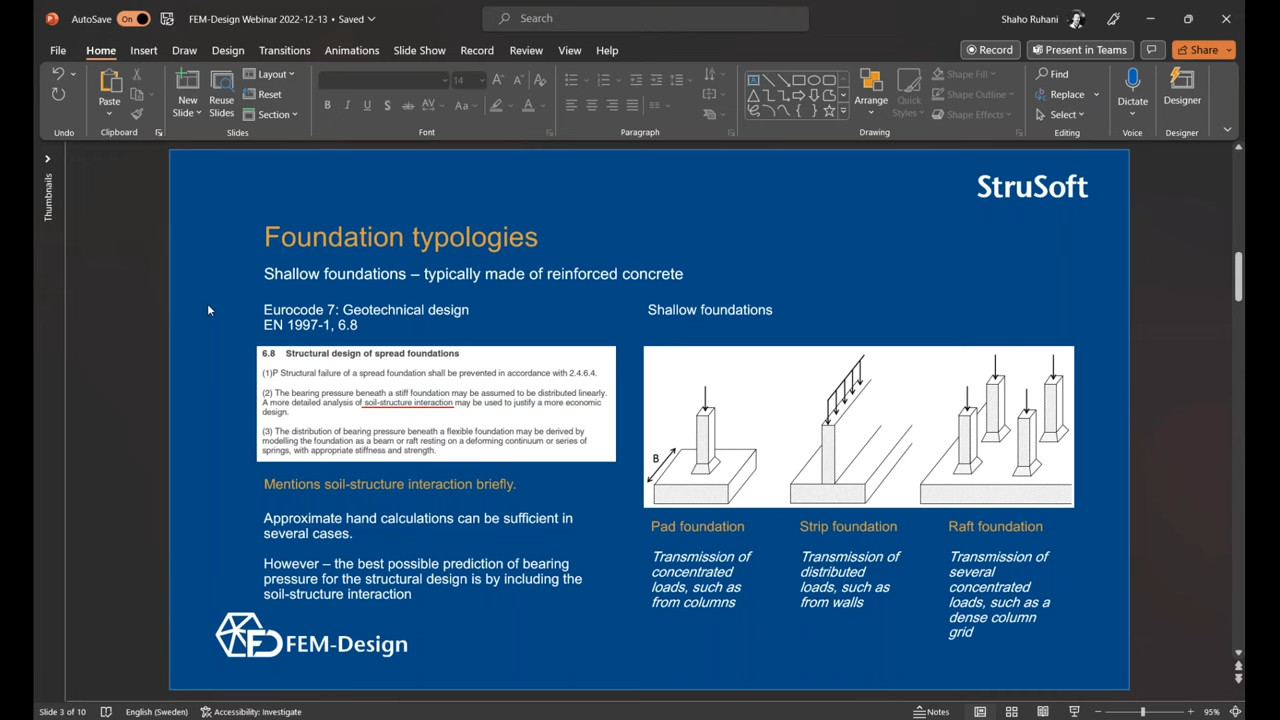 AutoSave On FEM-Design Webinar 2022-12-13 • Saved Search Shaho Ruhani
File Home Insert Draw Design Transitions Animations Slide Show Record Review View Help Record Present in Teams Share
Paste
New
Slide
Reuse
Slides
Layout
Reset
Section
14
Arrange
Quick
Styles
Shape Fill
Shape Outline
Shape Effects
Find
Replace
Select
Dictate
Designer
Undo Clipboard Slides Font Paragraph Drawing Editing Voice Designer
Thumbnails
StruSoft
Foundation typologies
Shallow foundations – typically made of reinforced concrete
Eurocode 7: Geotechnical design
EN 1997-1, 6.8
6.8 Structural design of spread foundations
(1)P Structural failure of a spread foundation shall be prevented in accordance with 2.4.6.4.
(2) The bearing pressure beneath a stiff foundation may be assumed to be distributed linearly.
A more detailed analysis of soil-structure interaction may be used to justify a more economic
design.
(3) The distribution of bearing pressure beneath a flexible foundation may be derived by
modelling the foundation as a beam or raft resting on a deforming continuum or series of
springs, with appropriate stiffness and strength.
Mentions soil-structure interaction briefly.
Approximate hand calculations can be sufficient in
several cases.
However – the best possible prediction of bearing
pressure for the structural design is by including the
soil-structure interaction
Shallow foundations
B
Pad foundation
Transmission of
concentrated
loads, such as
from columns
Strip foundation
Transmission of
distributed
loads, such as
from walls
Raft foundation
Transmission of
several
concentrated
loads, such as a
dense column
grid
FEM-Design
Slide 3 of 10 English (Sweden) Accessibility: Investigate Notes 95%